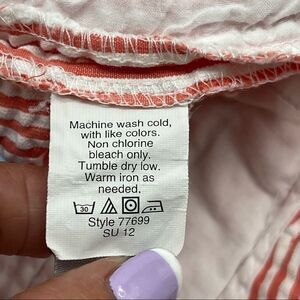 Machine wash cold,
with like colors.
Non chlorine
bleach only.
Tumble dry low.
Warm iron as
needed.
30
Style 77699
SU 12